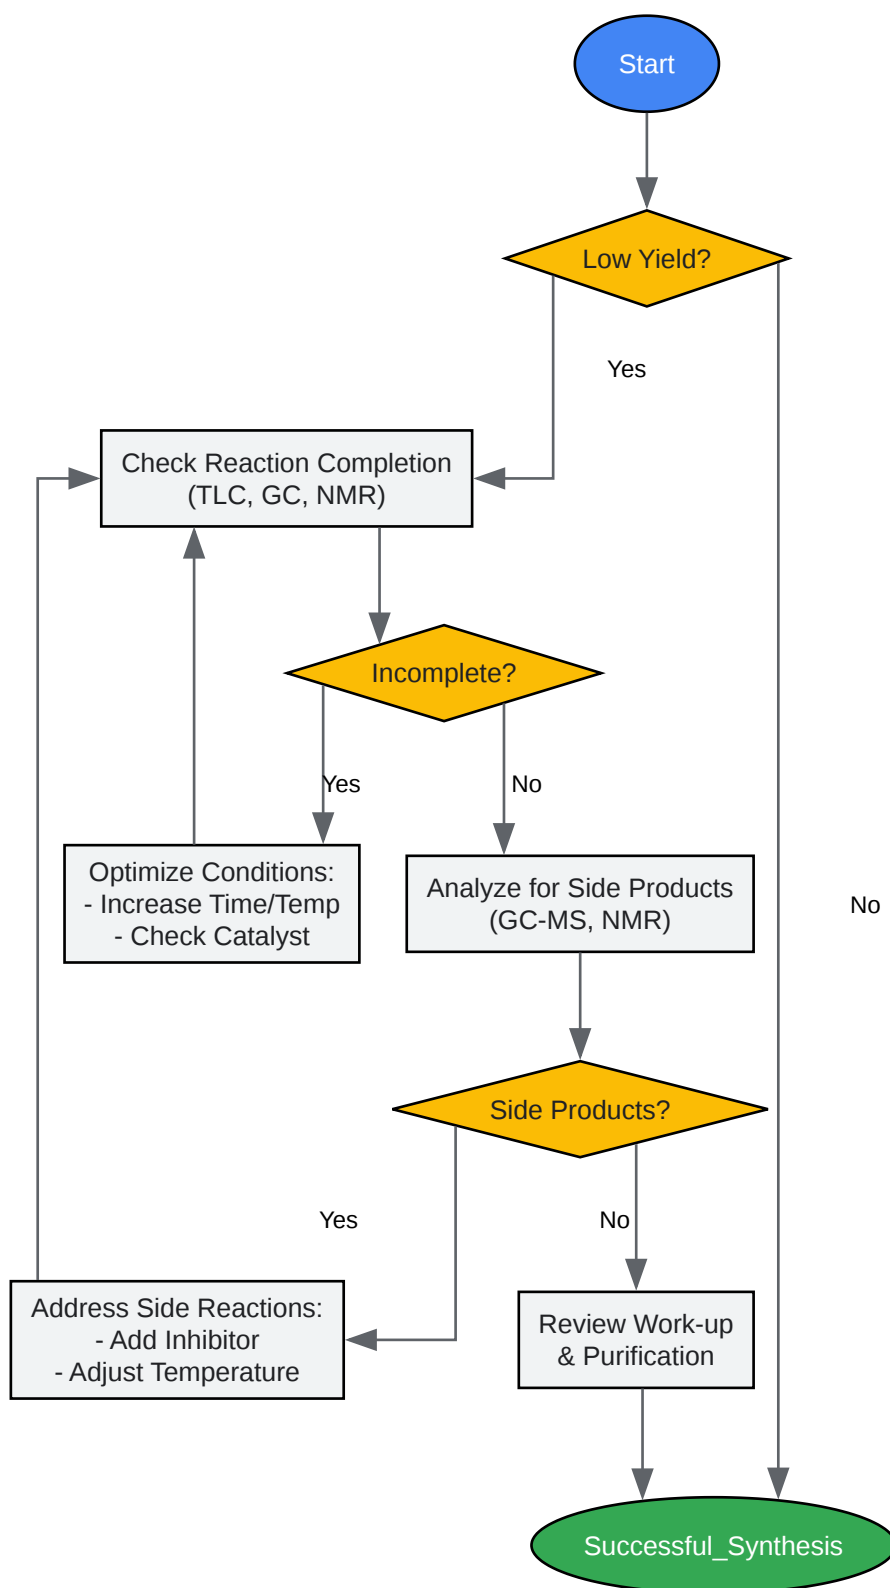 Start
Low Yield?
Yes
Check Reaction Completion
(TLC, GC, NMR)
Incomplete?
Yes
No
Optimize Conditions:
- Increase Time/Temp
- Check Catalyst
Analyze for Side Products
(GC-MS, NMR)
No
Side Products?
Yes
No
Address Side Reactions:
- Add Inhibitor
- Adjust Temperature
Review Work-up
& Purification
Successful_Synthesis